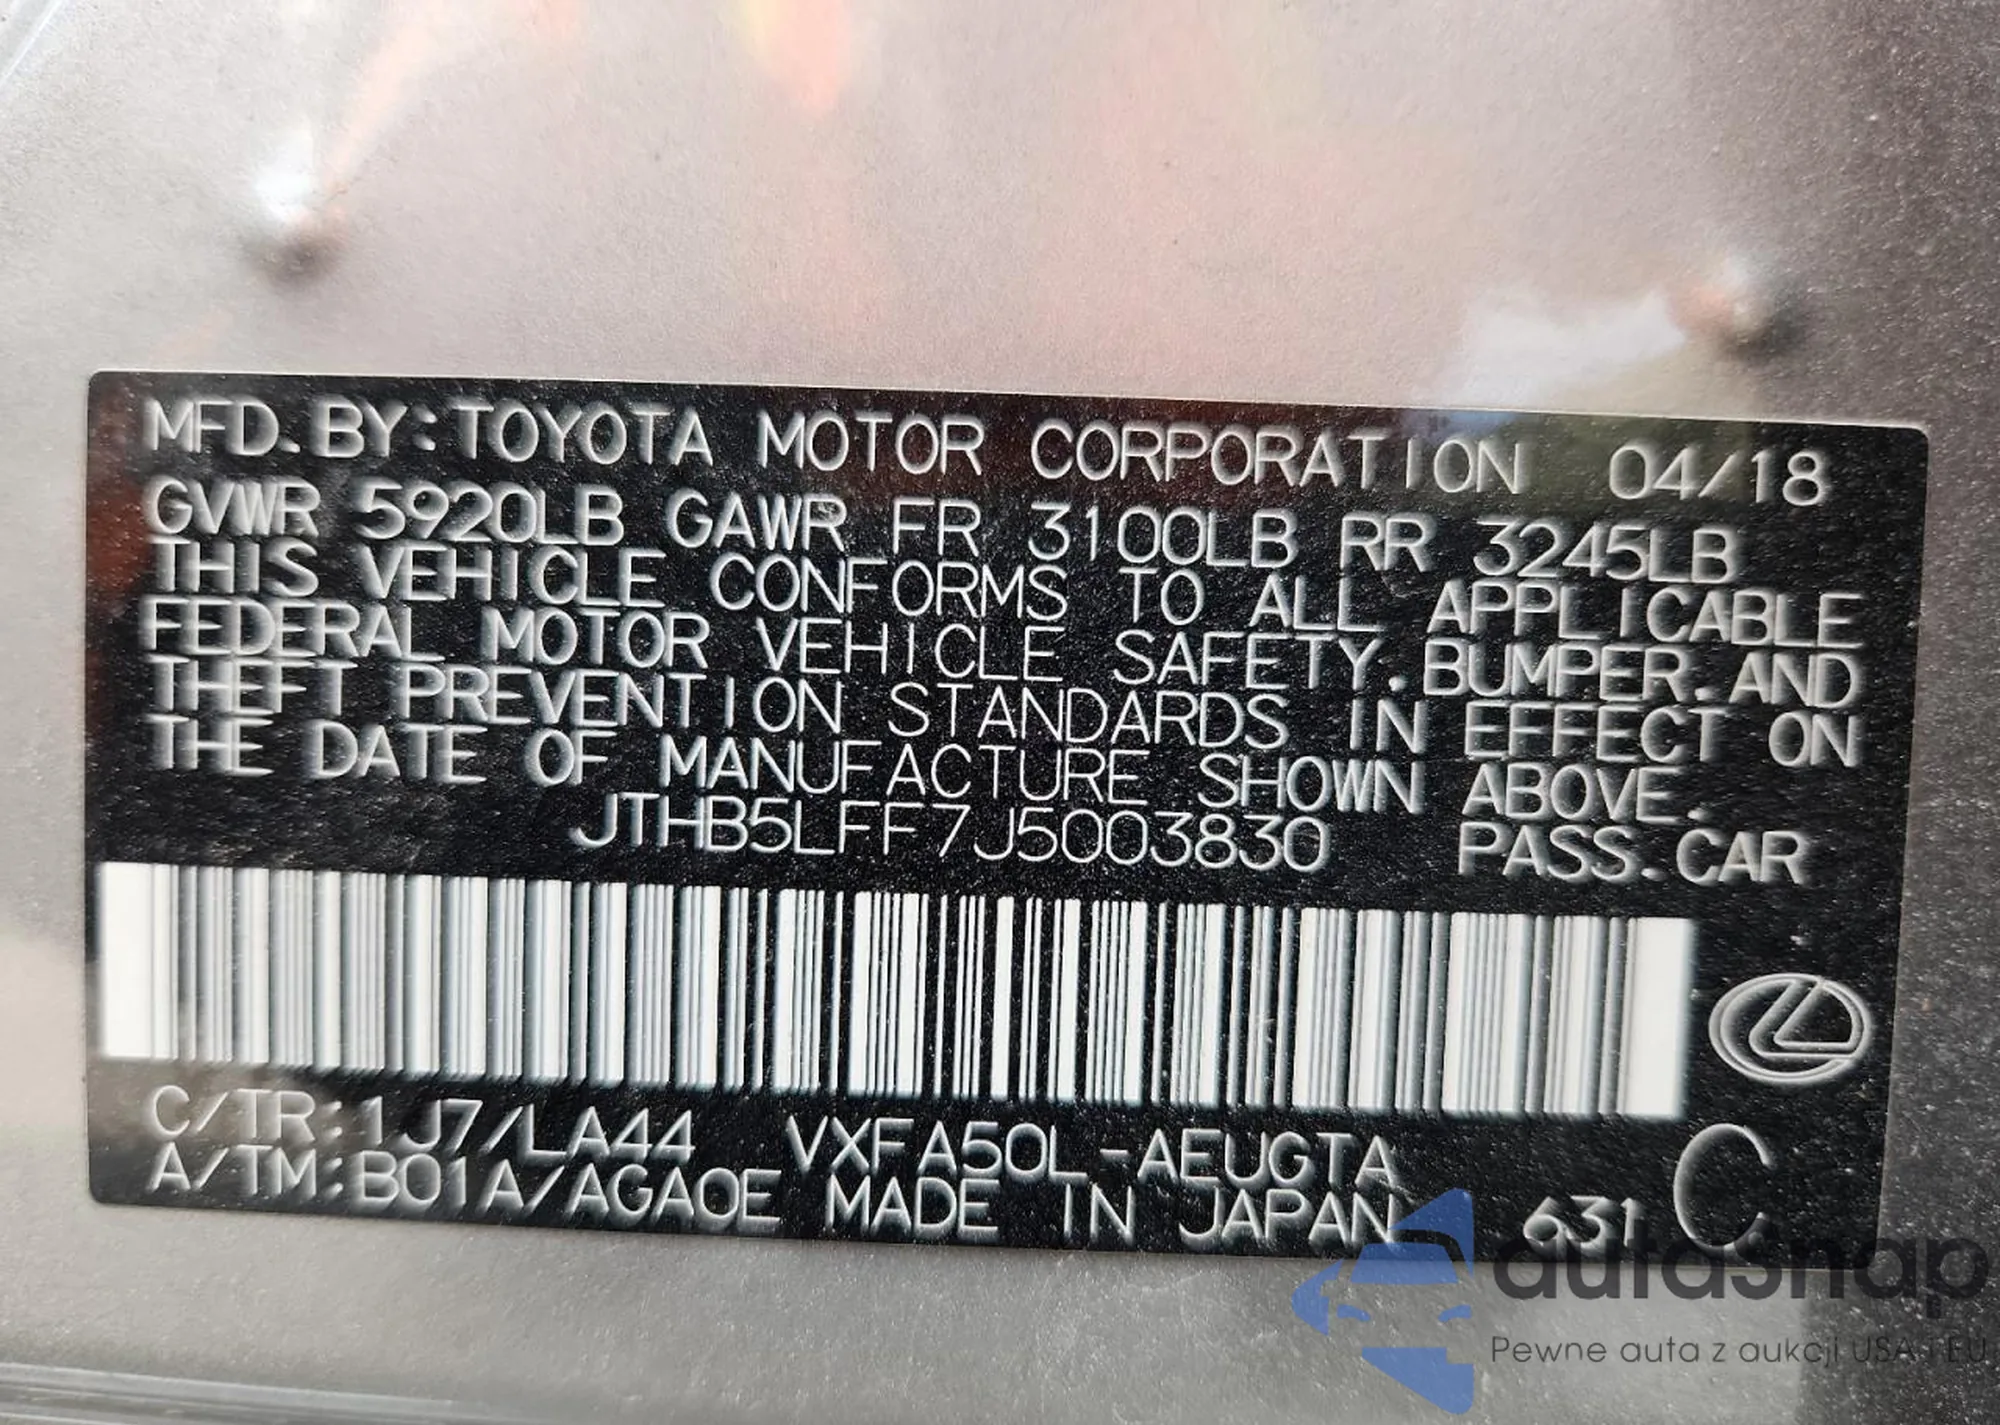 MFD. BY: TOYOTA MOTOR CORPORATION 04/18
GVWR 5920LB GAWR FR 3100LB RR 3245LB
THIS VEHICLE CONFORMS TO ALL APPLICABLE
FEDERAL MOTOR VEHICLE SAFETY. BUMPER. AND
THEFT PREVENTION STANDARDS IN EFFECT ON
THE DATE OF MANUFACTURE SHOWN ABOVE.
JTHB5LFF7J5003830 PASS. CAR
C/TR: 1J7/LA44 VXFA50L-AEUGTA
A/TM: B01A/AGA0E MADE IN JAPAN 631 C
autosnap
Pewne auta z aukcji USA i EU